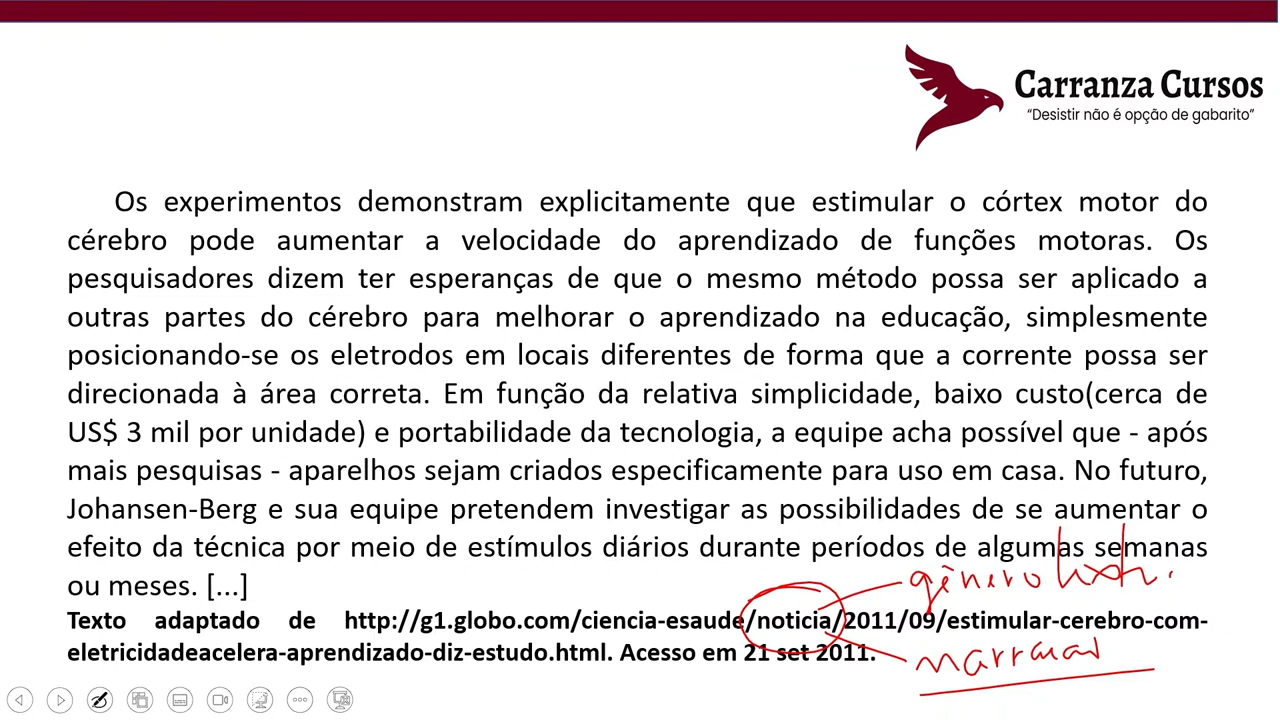 Carranza Cursos
“Desistir não é opção de gabarito”
Os experimentos demonstram explicitamente que estimular o córtex motor do
cérebro pode aumentar a velocidade do aprendizado de funções motoras. Os
pesquisadores dizem ter esperanças de que o mesmo método possa ser aplicado a
outras partes do cérebro para melhorar o aprendizado na educação, simplesmente
posicionando-se os eletrodos em locais diferentes de forma que a corrente possa ser
direcionada à área correta. Em função da relativa simplicidade, baixo custo(cerca de
US$ 3 mil por unidade) e portabilidade da tecnologia, a equipe acha possível que - após
mais pesquisas - aparelhos sejam criados especificamente para uso em casa. No futuro,
Johansen-Berg e sua equipe pretendem investigar as possibilidades de se aumentar o
efeito da técnica por meio de estímulos diários durante períodos de algumas semanas
ou meses. [...]
gênero
Texto adaptado de http://g1.globo.com/ciencia-esaude/noticia/2011/09/estimular-cerebro-com-
eletricidadeacelera-aprendizado-diz-estudo.html. Acesso em 21 set 2011.